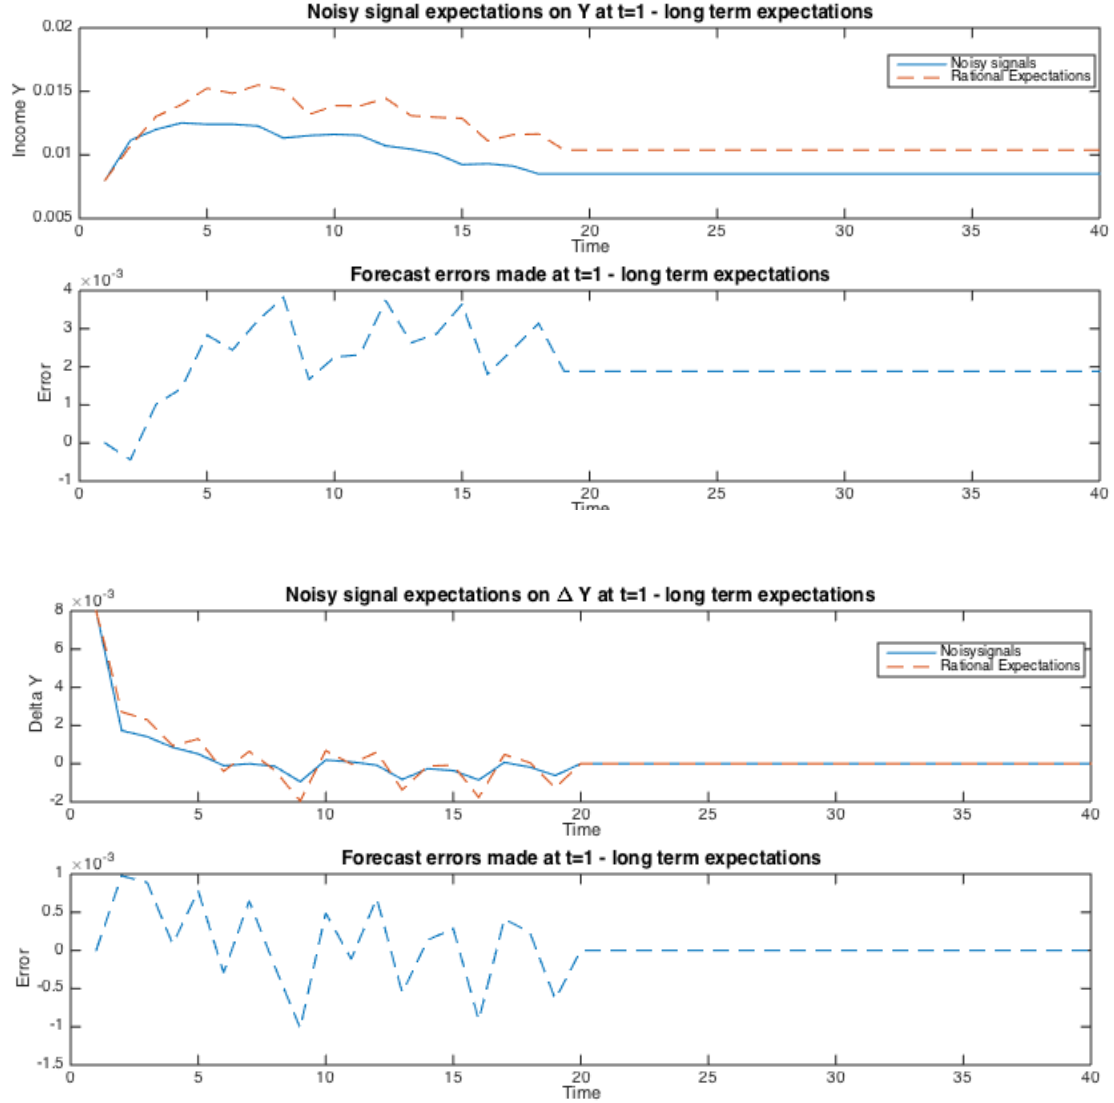 Noisy signal expectations on Y at t=1 - long term expectations
0.02
0.015
0.01
0.005
Income Y
Noisy signals
Rational Expectations
0 5 10 15 20 25 30 35 40
Time
Forecast errors made at t=1 - long term expectations
×10-3
4
3
2
1
0
-1
Error
0 5 10 15 20 25 30 35 40
Time
Noisy signal expectations on Δ Y at t=1 - long term expectations
×10-3
8
6
4
2
0
-2
Delta Y
Noisysignals
Rational Expectations
0 5 10 15 20 25 30 35 40
Time
Forecast errors made at t=1 - long term expectations
×10-3
1
0.5
0
-0.5
-1
-1.5
Error
0 5 10 15 20 25 30 35 40
Time